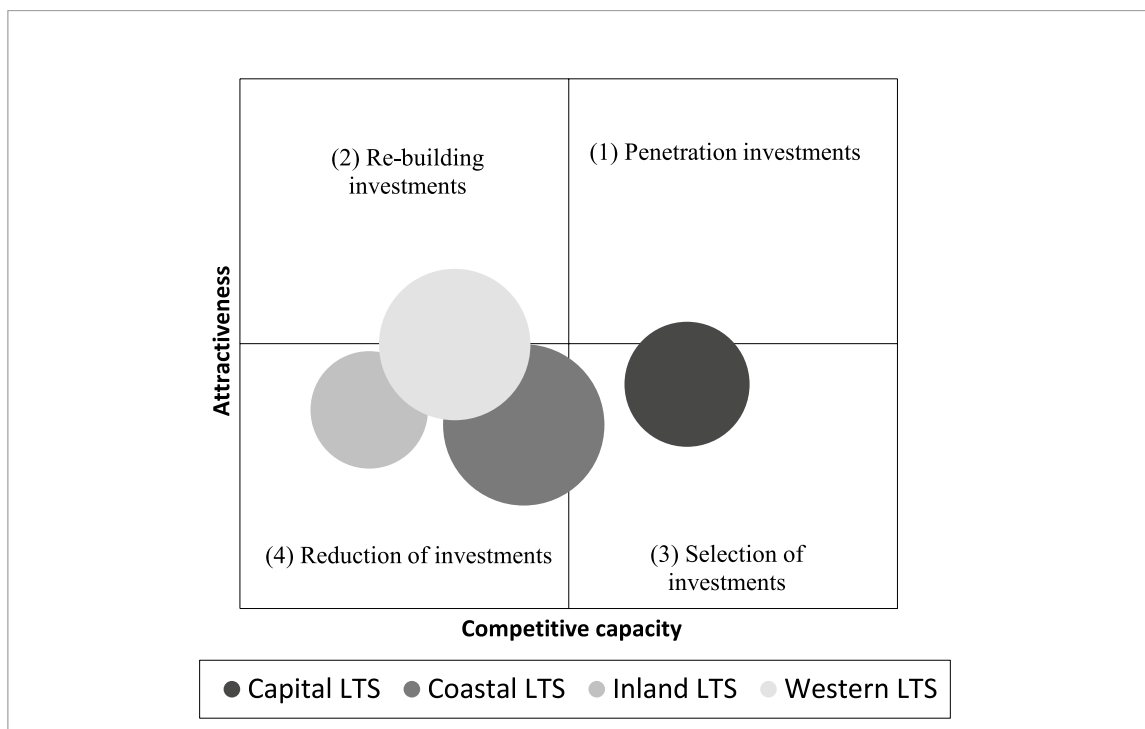 (2) Re-building
investments
(1) Penetration investments
Attractiveness
(4) Reduction of investments
(3) Selection of
investments
Competitive capacity
Capital LTS
Coastal LTS
Inland LTS
Western LTS